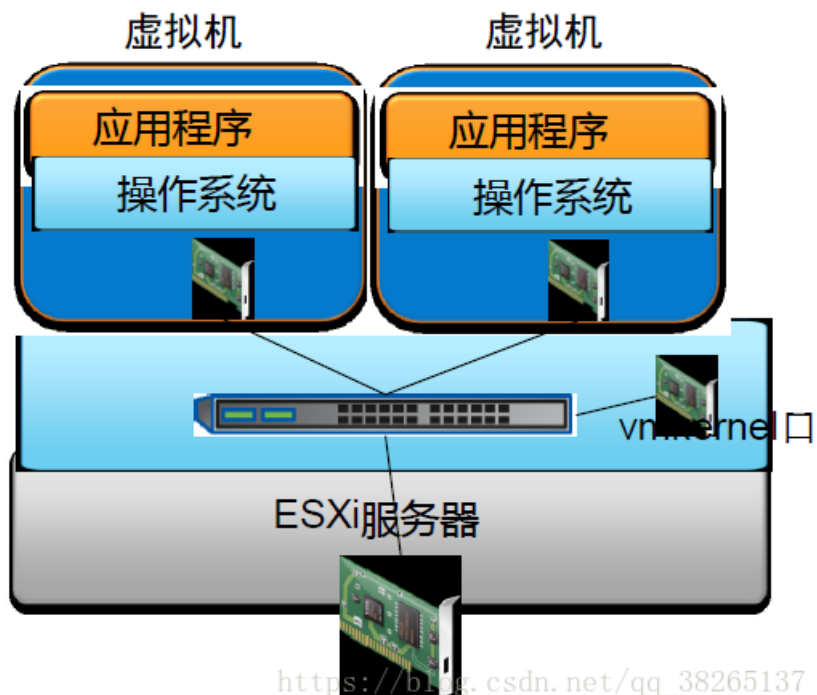 虚拟机 虚拟机
应用程序 应用程序
操作系统 操作系统
vmkernel口
ESXi服务器
https://blog.csdn.net/qq_38265137